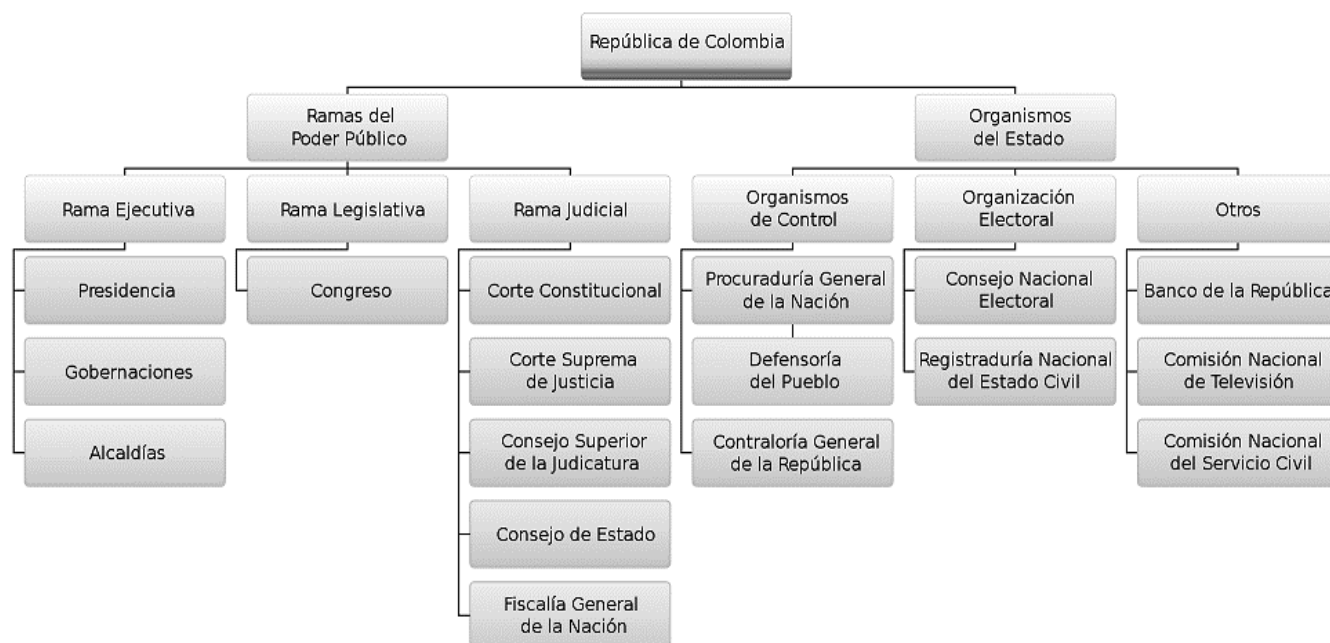 República de Colombia
Ramas del
Poder Público
Organismos
del Estado
Rama Ejecutiva
Rama Legislativa
Rama Judicial
Organismos
de Control
Organización
Electoral
Otros
Presidencia
Congreso
Corte Constitucional
Procuraduría General
de la Nación
Consejo Nacional
Electoral
Banco de la República
Gobernaciones
Corte Suprema
de Justicia
Defensoría
del Pueblo
Registraduría Nacional
del Estado Civil
Comisión Nacional
de Televisión
Alcaldías
Consejo Superior
de la Judicatura
Contraloría General
de la República
Comisión Nacional
del Servicio Civil
Consejo de Estado
Fiscalía General
de la Nación